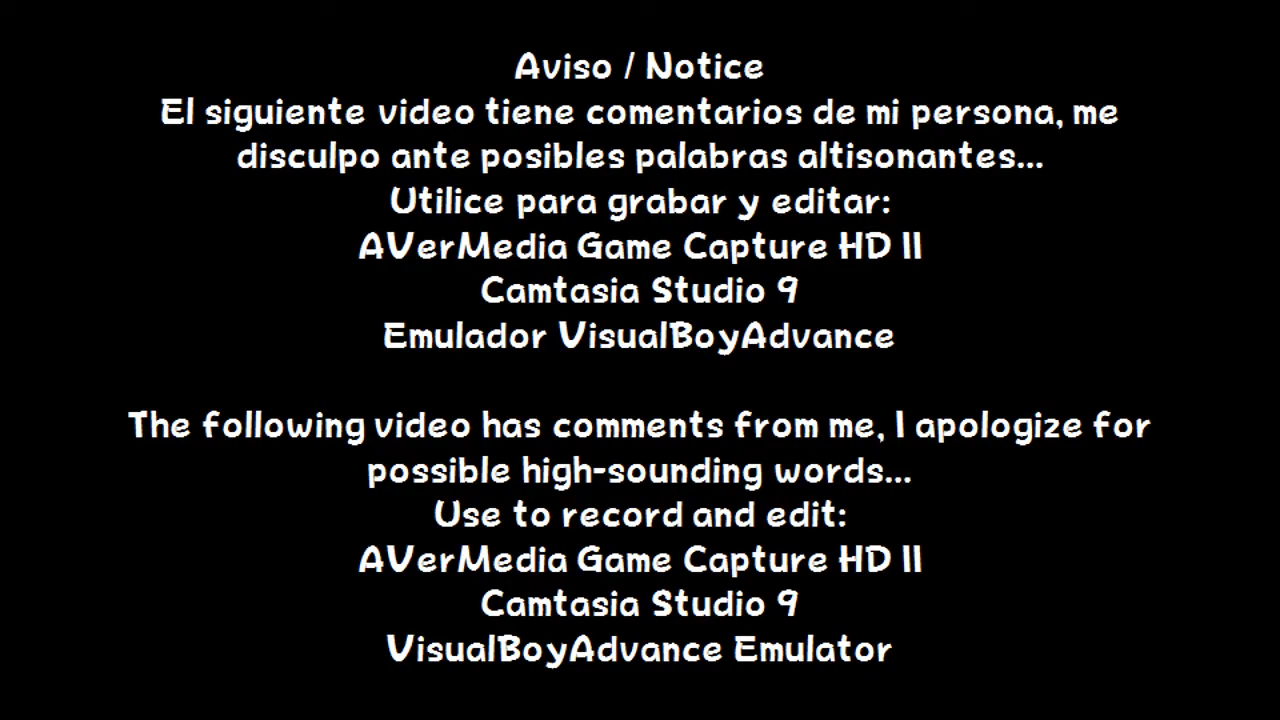 Aviso / Notice
El siguiente video tiene comentarios de mi persona, me
disculpo ante posibles palabras altisonantes...
Utilice para grabar y editar:
AVerMedia Game Capture HD II
Camtasia Studio 9
Emulador VisualBoyAdvance
The following video has comments from me, I apologize for
possible high-sounding words...
Use to record and edit:
AVerMedia Game Capture HD II
Camtasia Studio 9
VisualBoyAdvance Emulator